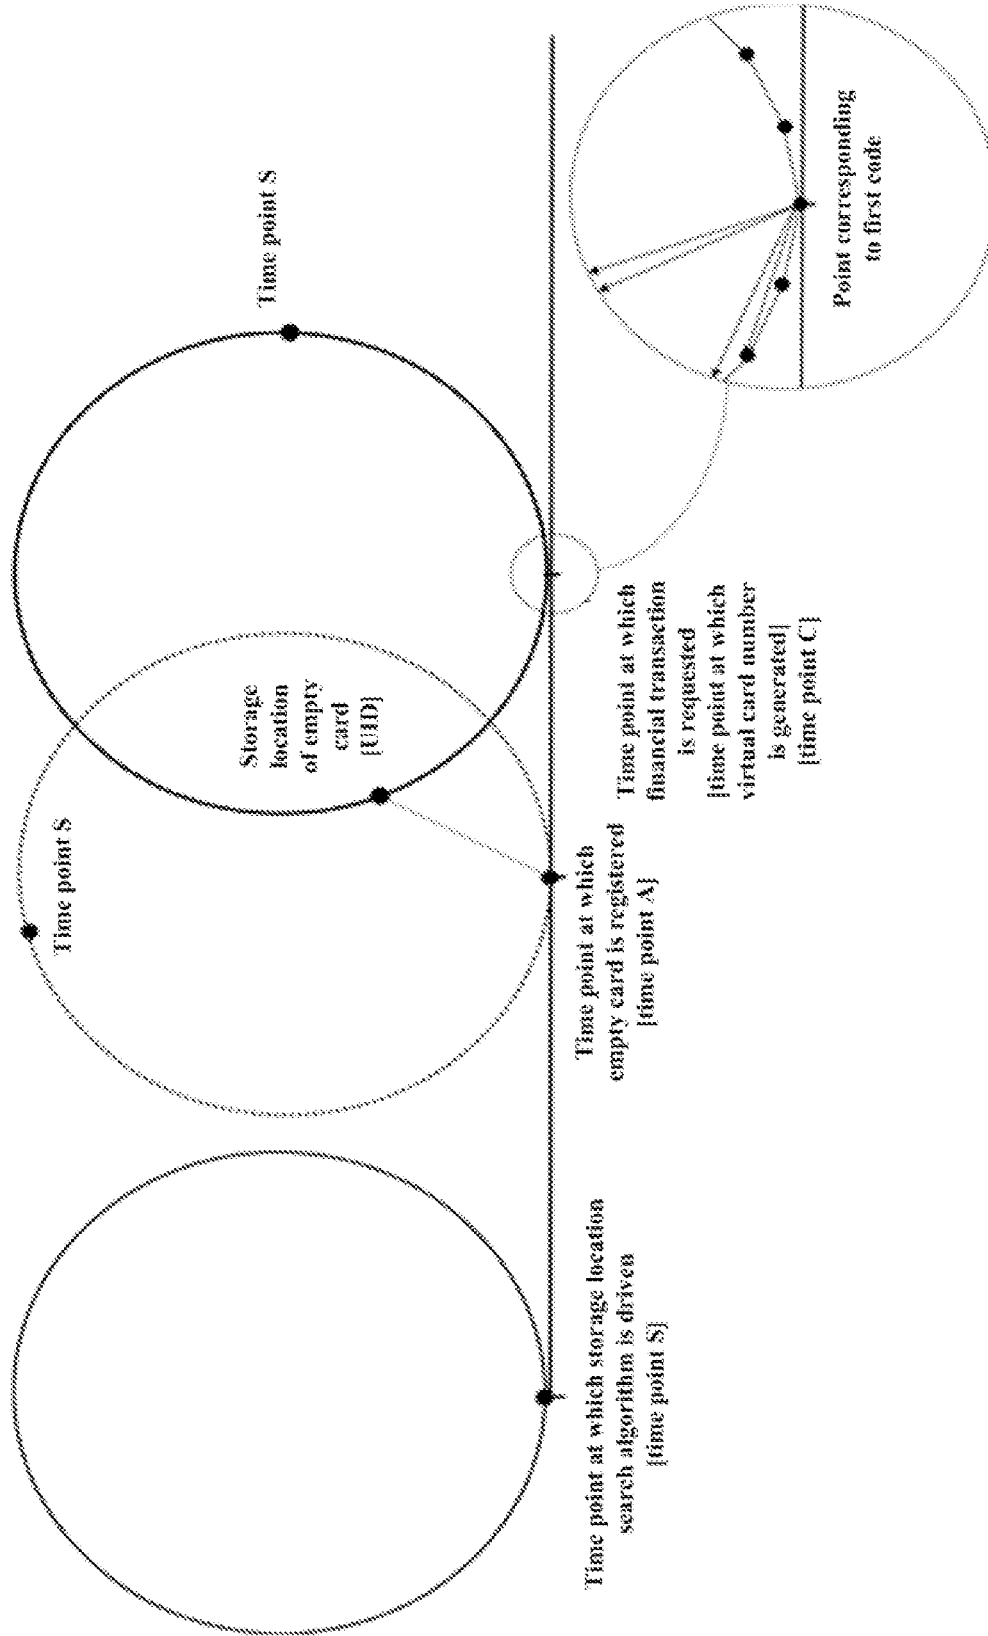 Time point S
Time point S
Storage
location
of empty
card
[UID]
Time point at which storage location
search algorithm is driven
[time point S]
Time point at which
empty card is registered
[time point A]
Time point at which
financial transaction
is requested
[time point at which
virtual card number
is generated]
[time point C]
Point corresponding
to first code